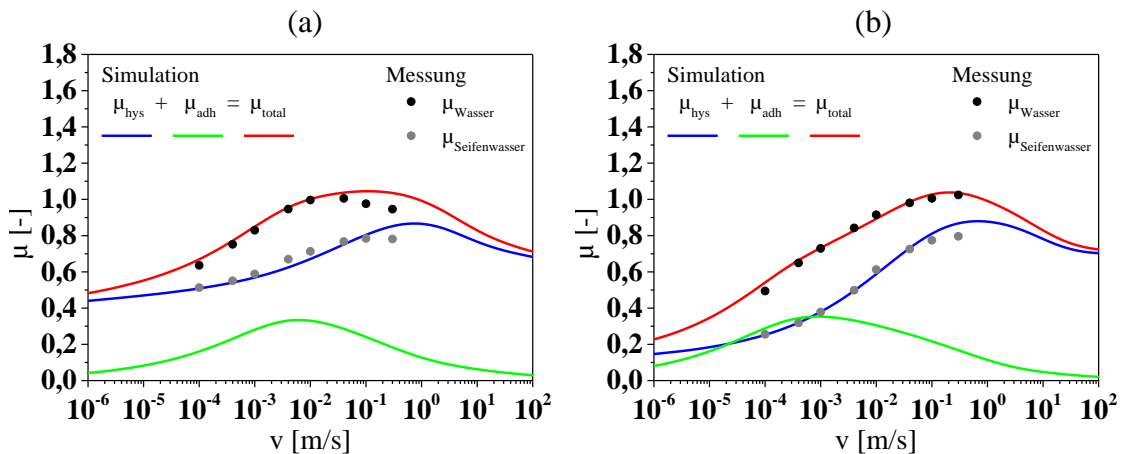 (a)
1,8
1,6
1,4
1,2
1,0
0,8
0,6
0,4
0,2
0,0
μ [-]
Simulation
μhys + μadh = μtotal
Messung
μWasser
μSeifenwasser
10-6 10-5 10-4 10-3 10-2 10-1 100 101 102
v [m/s]
(b)
1,8
1,6
1,4
1,2
1,0
0,8
0,6
0,4
0,2
0,0
μ [-]
Simulation
μhys + μadh = μtotal
Messung
μWasser
μSeifenwasser
10-6 10-5 10-4 10-3 10-2 10-1 100 101 102
v [m/s]